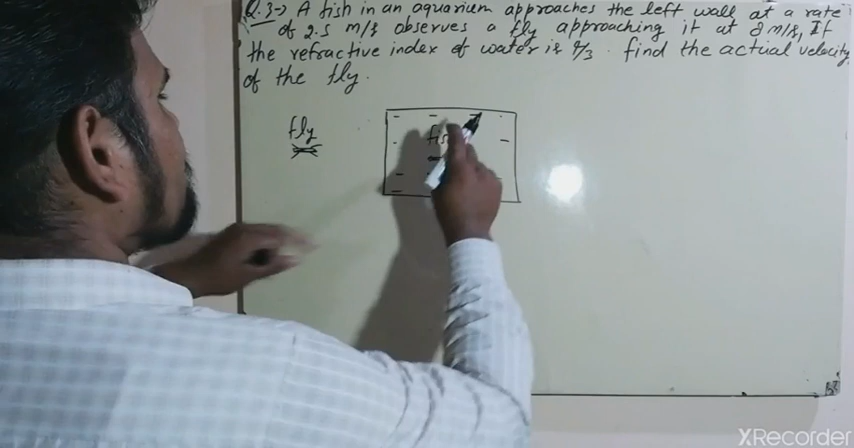 Q.3→ A fish in an aquarium approaches the left wall at a rate
of 2.5 m/s observes a fly approaching it at 8 m/s, If
the refractive index of water is 4/3. find the actual velocity
of the fly.
fly
XRecorder